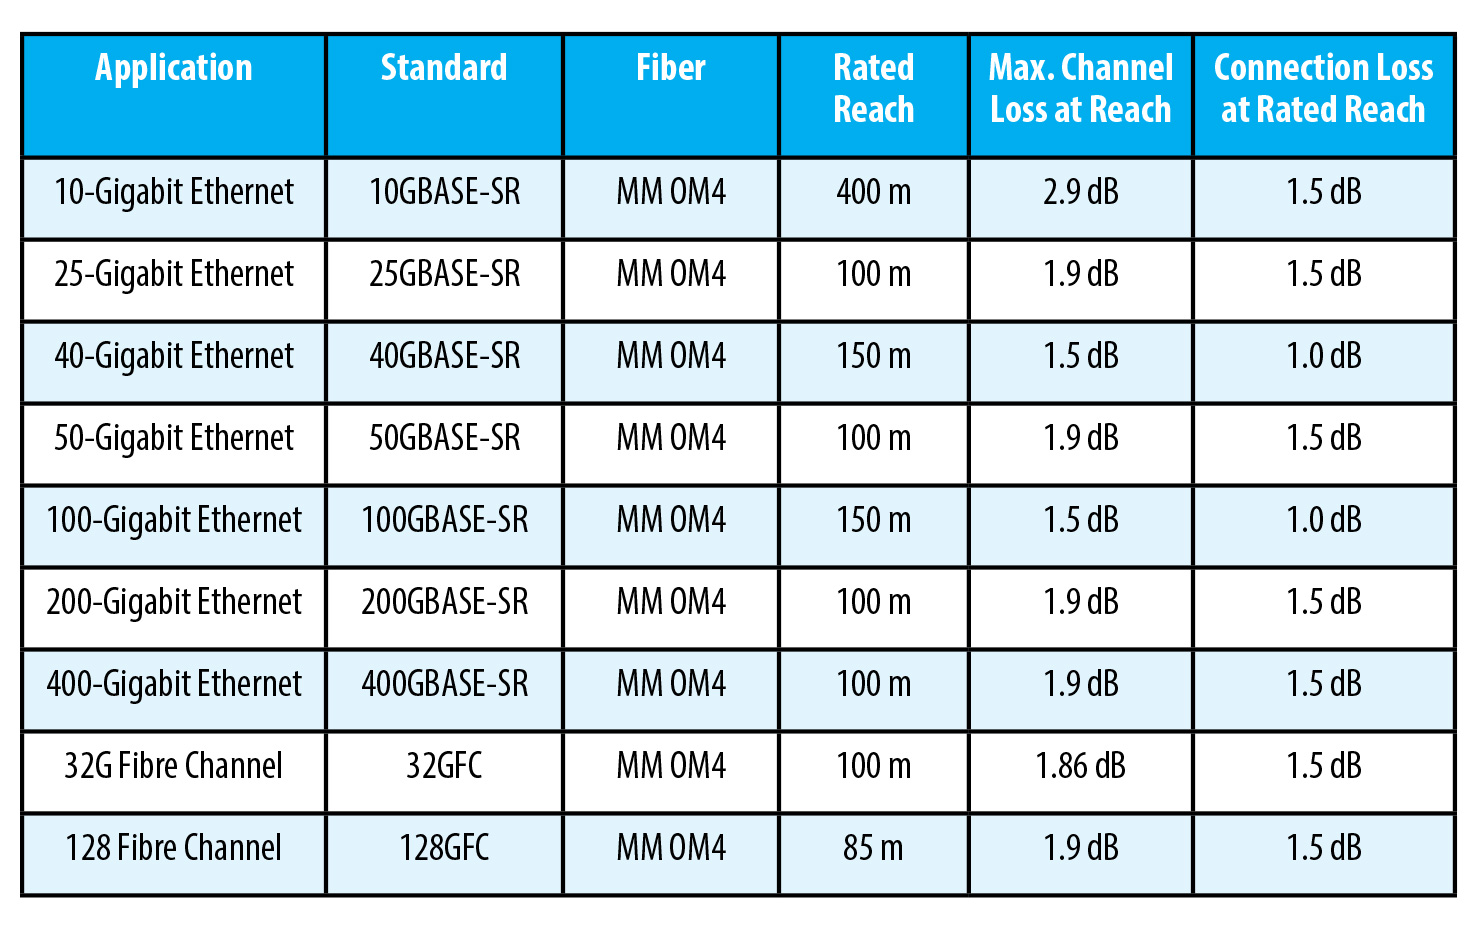 Application Standard Fiber Rated Reach Max. Channel Loss at Reach Connection Loss at Rated Reach
10-Gigabit Ethernet 10GBASE-SR MM OM4 400 m 2.9 dB 1.5 dB
25-Gigabit Ethernet 25GBASE-SR MM OM4 100 m 1.9 dB 1.5 dB
40-Gigabit Ethernet 40GBASE-SR MM OM4 150 m 1.5 dB 1.0 dB
50-Gigabit Ethernet 50GBASE-SR MM OM4 100 m 1.9 dB 1.5 dB
100-Gigabit Ethernet 100GBASE-SR MM OM4 150 m 1.5 dB 1.0 dB
200-Gigabit Ethernet 200GBASE-SR MM OM4 100 m 1.9 dB 1.5 dB
400-Gigabit Ethernet 400GBASE-SR MM OM4 100 m 1.9 dB 1.5 dB
32G Fibre Channel 32GFC MM OM4 100 m 1.86 dB 1.5 dB
128 Fibre Channel 128GFC MM OM4 85 m 1.9 dB 1.5 dB